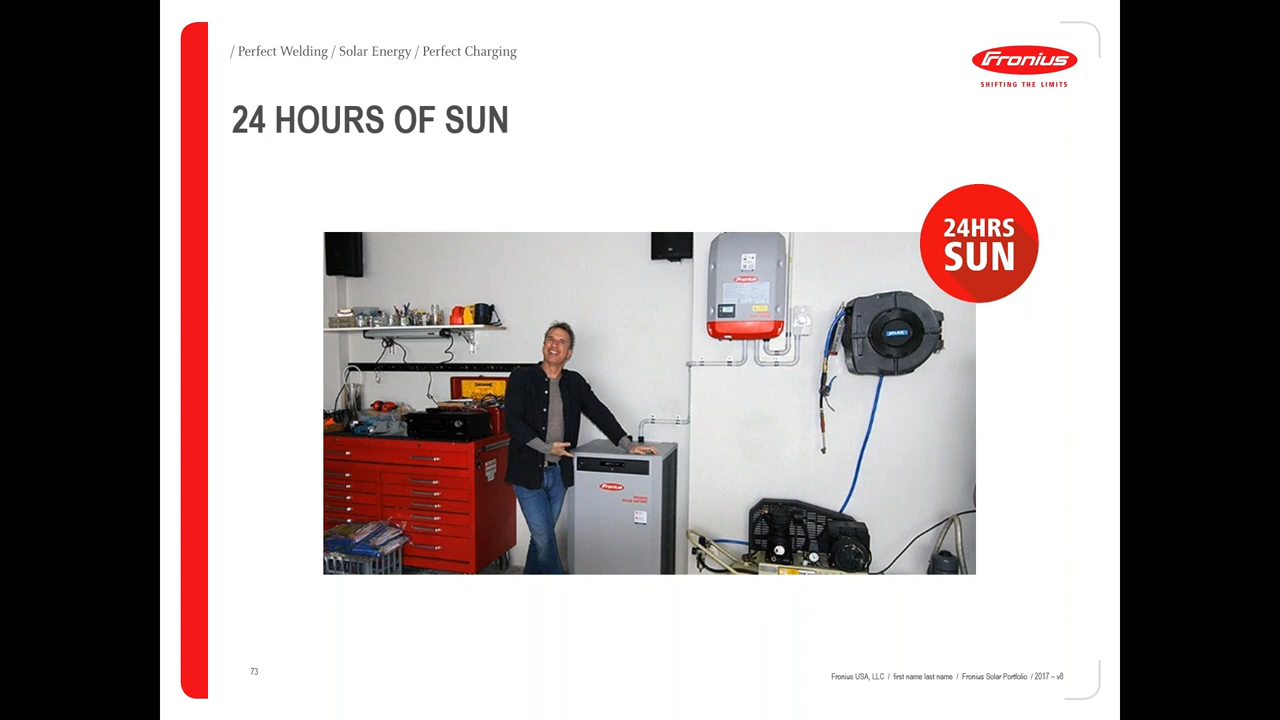 / Perfect Welding / Solar Energy / Perfect Charging
Fronius
SHIFTING THE LIMITS
24 HOURS OF SUN
24HRS
SUN
Fronius
Fronius
73
Fronius USA, LLC / first name last name / Fronius Solar Portfolio / 2017 – v8